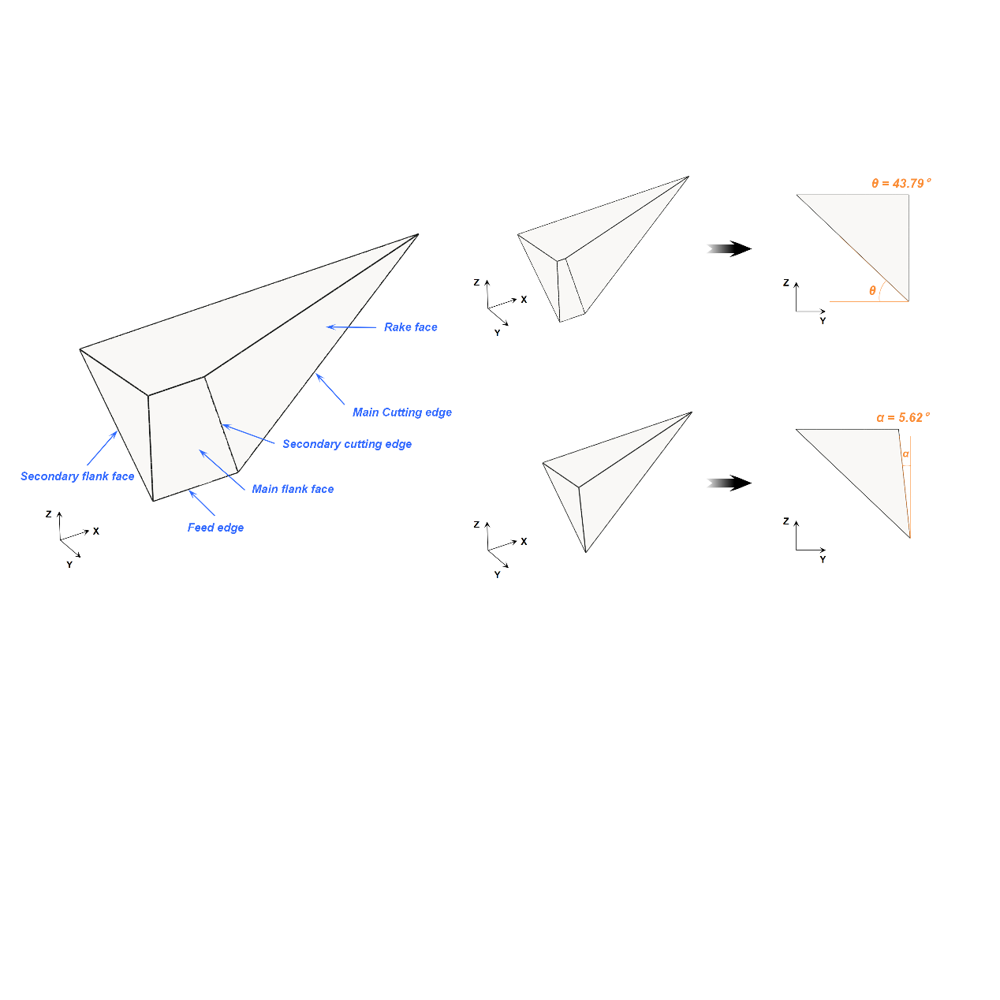 Rake face
Main Cutting edge
Secondary cutting edge
Secondary flank face
Main flank face
Feed edge
Z
X
Y
Z
X
Y
θ = 43.79°
θ
Z
Y
Z
X
Y
α = 5.62°
α
Z
Y